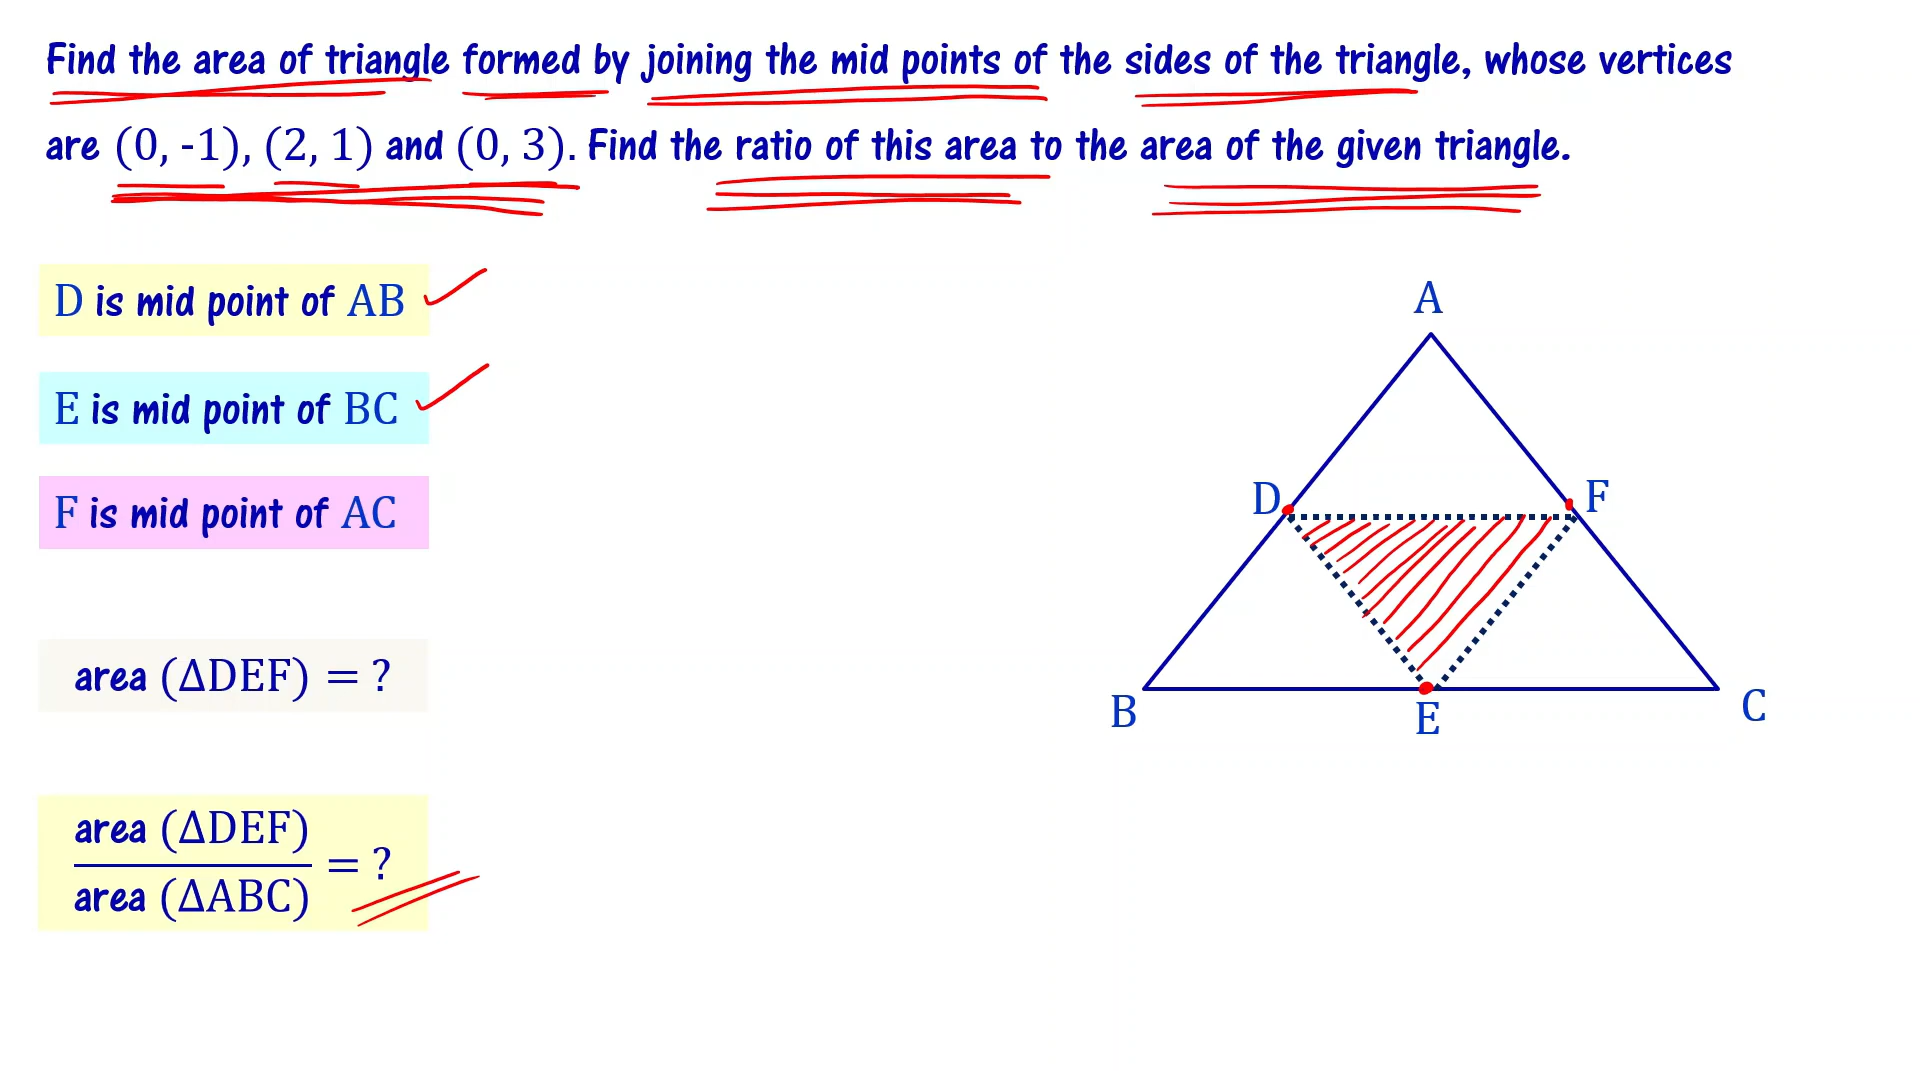 Find the area of triangle formed by joining the mid points of the sides of the triangle, whose vertices
are (0, -1), (2, 1) and (0, 3). Find the ratio of this area to the area of the given triangle.
D is mid point of AB
E is mid point of BC
F is mid point of AC
area (ΔDEF) = ?
area (ΔDEF)
= ?
area (ΔABC)
A
D
F
B
E
C